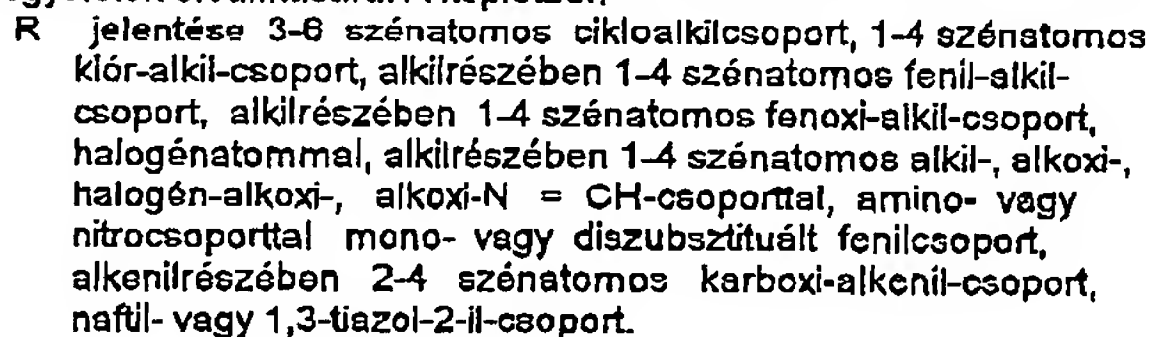 R jelentése 3-6 szénatomos cikloalkilcsoport, 1-4 szénatomos
klór-alkil-csoport, alkilrészében 1-4 szénatomos fenil-alkil-
csoport, alkilrészében 1-4 szénatomos fenoxi-alkil-csoport,
halogénatommal, alkilrészében 1-4 szénatomos alkil-, alkoxi-,
halogén-alkoxi-, alkoxi-N = CH-csoporttal, amino- vagy
nitrocsoporttal mono- vagy diszubsztituált fenilcsoport,
alkenilrészében 2-4 szénatomos karboxi-alkenil-csoport,
naftil- vagy 1,3-tiazol-2-il-csoport.